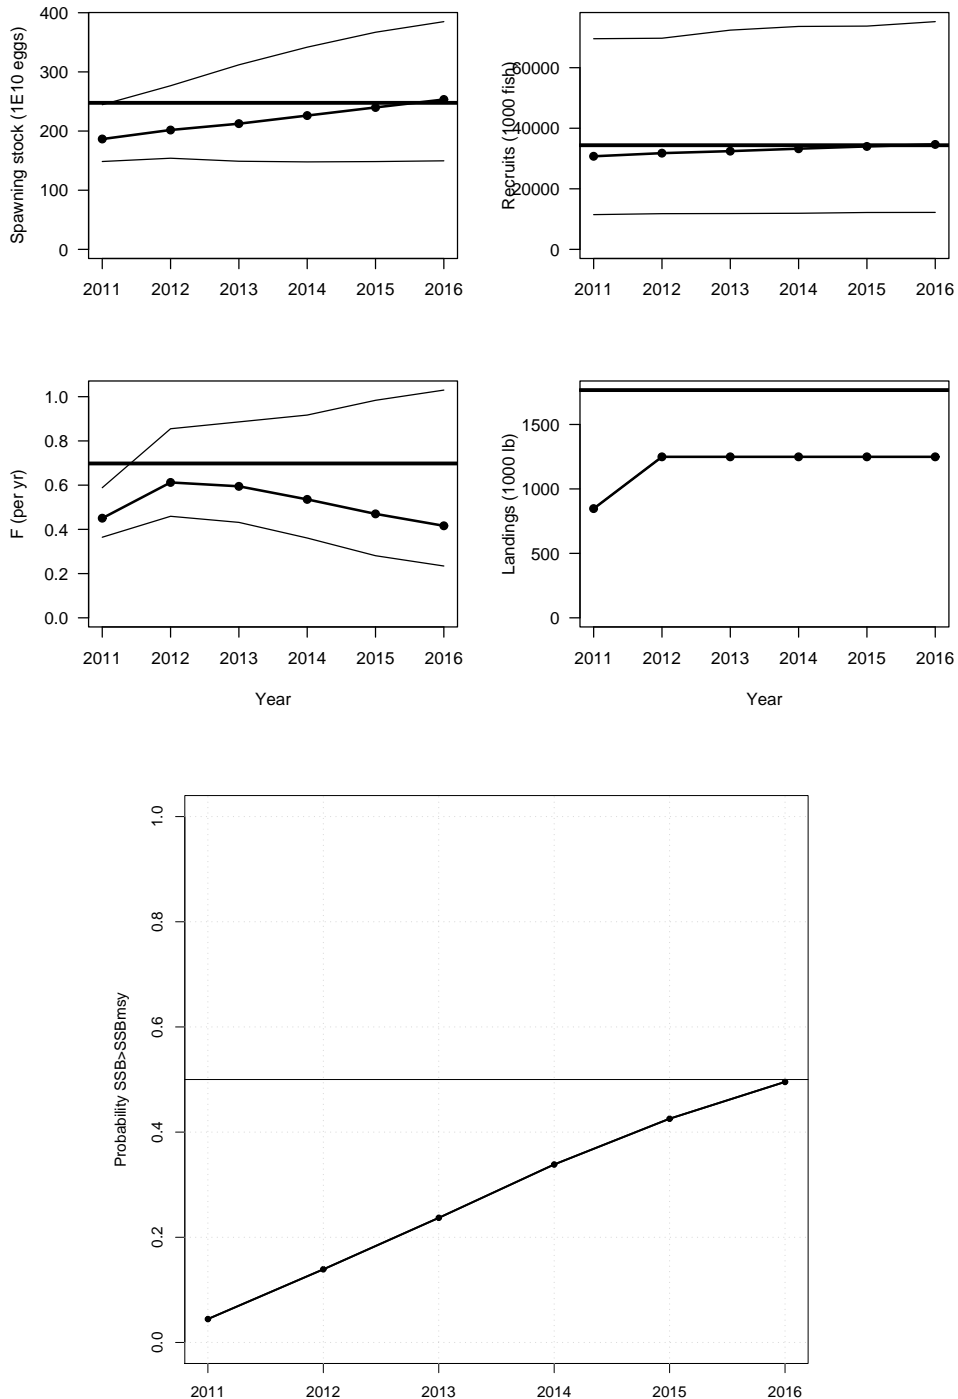 Spawning stock (1E10 eggs)
400
300
200
100
0
2011 2012 2013 2014 2015 2016
Recruits (1000 fish)
60000
40000
20000
0
2011 2012 2013 2014 2015 2016
F (per yr)
1.0
0.8
0.6
0.4
0.2
0.0
2011 2012 2013 2014 2015 2016
Year
Landings (1000 lb)
1500
1000
500
0
2011 2012 2013 2014 2015 2016
Year
Probability SSB>SSBmsy
1.0
0.8
0.6
0.4
0.2
0.0
2011 2012 2013 2014 2015 2016